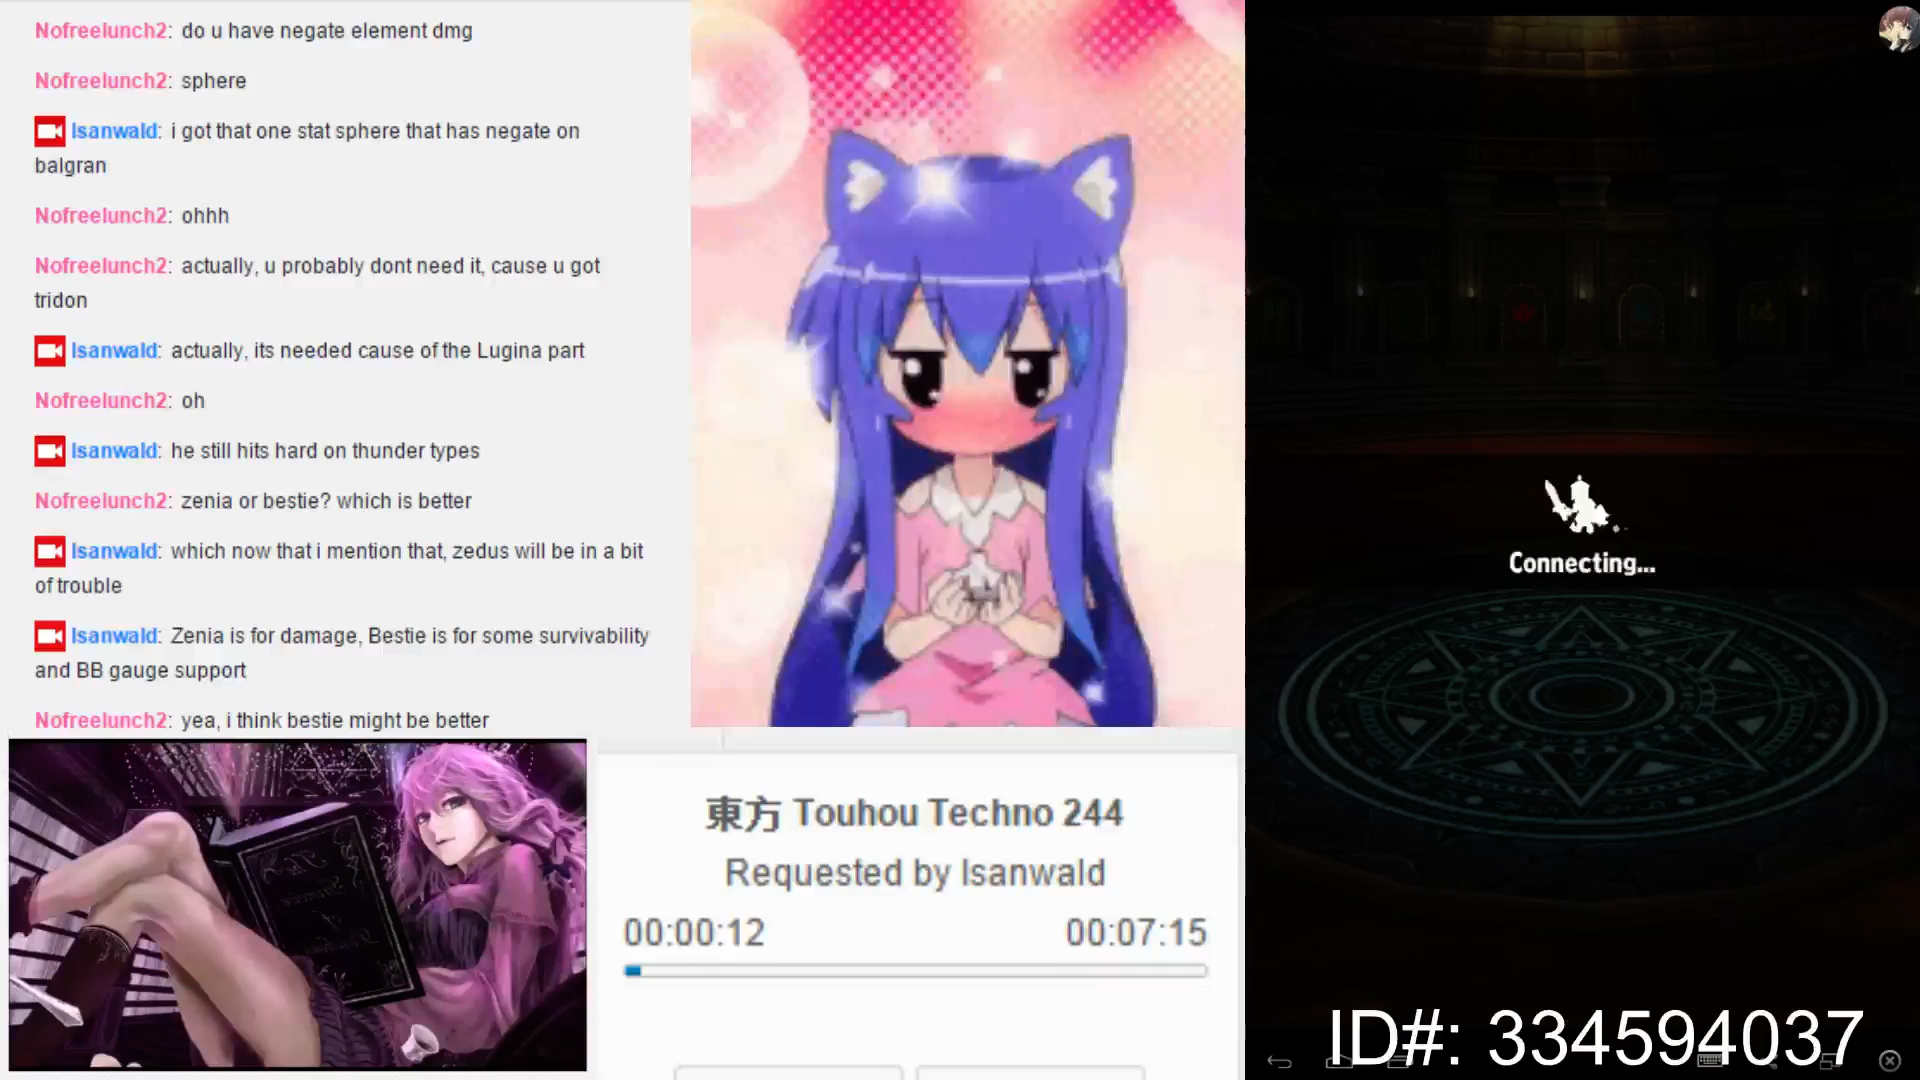 Nofreelunch2: do u have negate element dmg
Nofreelunch2: sphere
Isanwald: i got that one stat sphere that has negate on
balgran
Nofreelunch2: ohhh
Nofreelunch2: actually, u probably dont need it, cause u got
tridon
Isanwald: actually, its needed cause of the Lugina part
Nofreelunch2: oh
Isanwald: he still hits hard on thunder types
Nofreelunch2: zenia or bestie? which is better
Isanwald: which now that i mention that, zedus will be in a bit
of trouble
Isanwald: Zenia is for damage, Bestie is for some survivability
and BB gauge support
Nofreelunch2: yea, i think bestie might be better
東方 Touhou Techno 244
Requested by Isanwald
00:00:12 00:07:15
Connecting...
ID#: 334594037